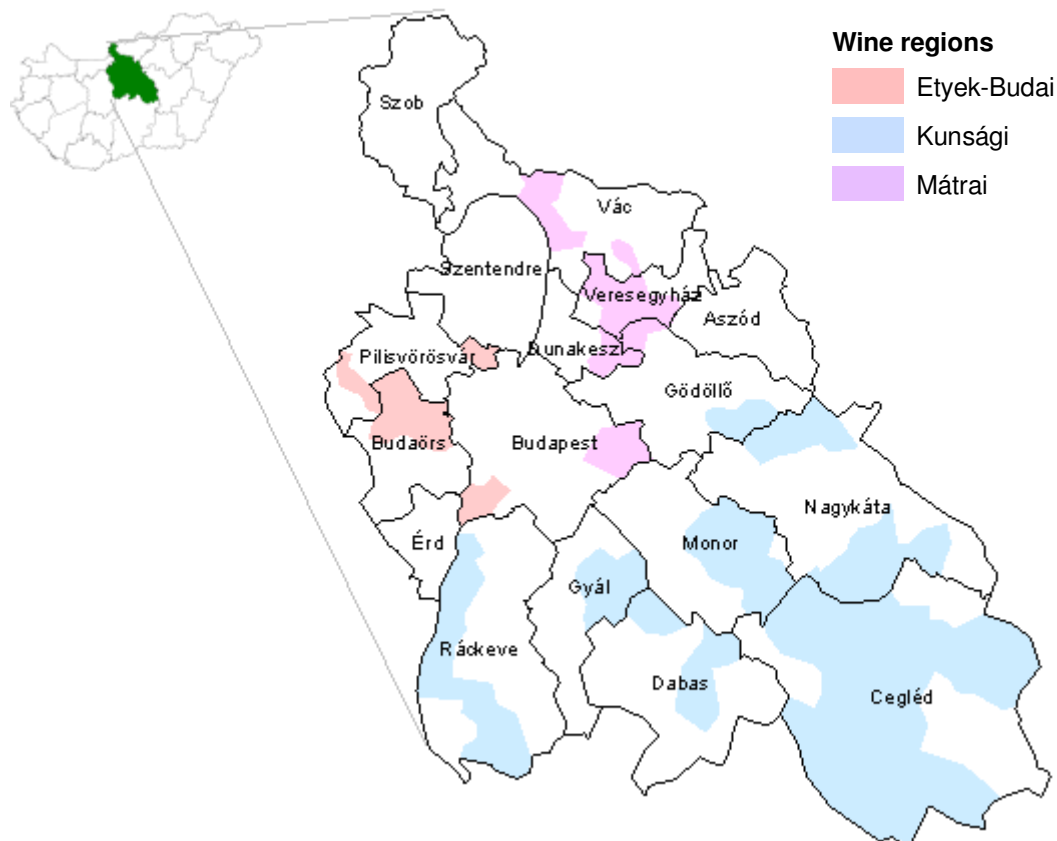 Wine regions
Etyek-Budai
Kunsági
Mátrai
Szob
Vác
Szentendre
Veresegyház
Aszód
Dunakeszi
Pilisvörösvár
Gödöllő
Budaörs
Budapest
Nagykáta
Érd
Monor
Gyál
Ráckeve
Dabas
Cegléd